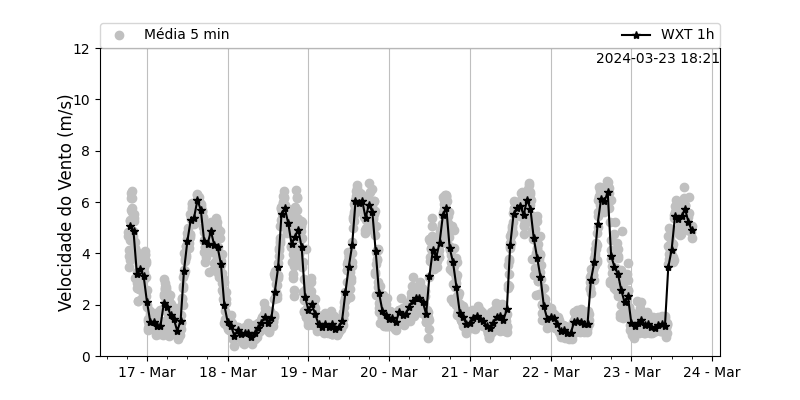 Média 5 min
WXT 1h
2024-03-23 18:21
Velocidade do Vento (m/s)
12
10
8
6
4
2
0
17 - Mar
18 - Mar
19 - Mar
20 - Mar
21 - Mar
22 - Mar
23 - Mar
24 - Mar